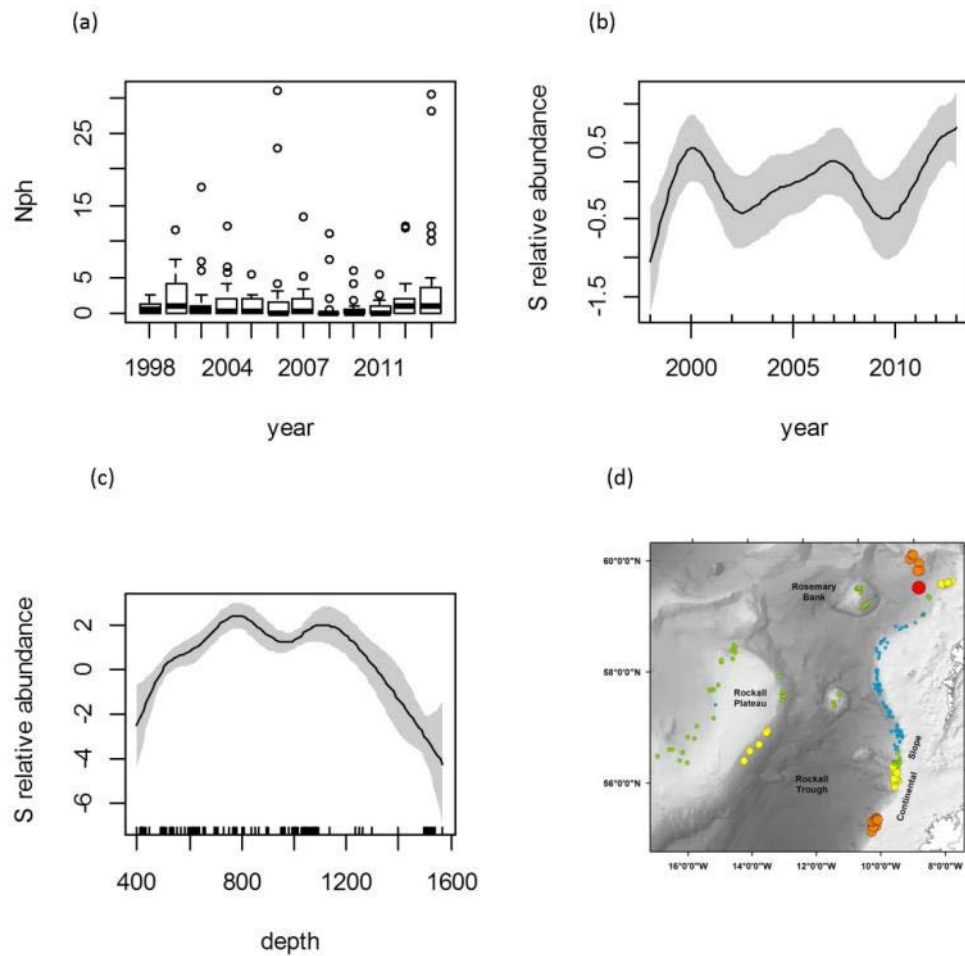 (a)
Nph
25
15
5
0
1998 2004 2007 2011
year
(b)
S relative abundance
0.5
-0.5
-1.5
2000 2005 2010
year
(c)
S relative abundance
2
0
-2
-4
-6
400 800 1200 1600
depth
(d)
60°0'0"N
58°0'0"N
56°0'0"N
Rosemary
Bank
Rockall
Plateau
Rockall
Trough
Continental Slope
16°0'0"W 14°0'0"W 12°0'0"W 10°0'0"W 8°0'0"W